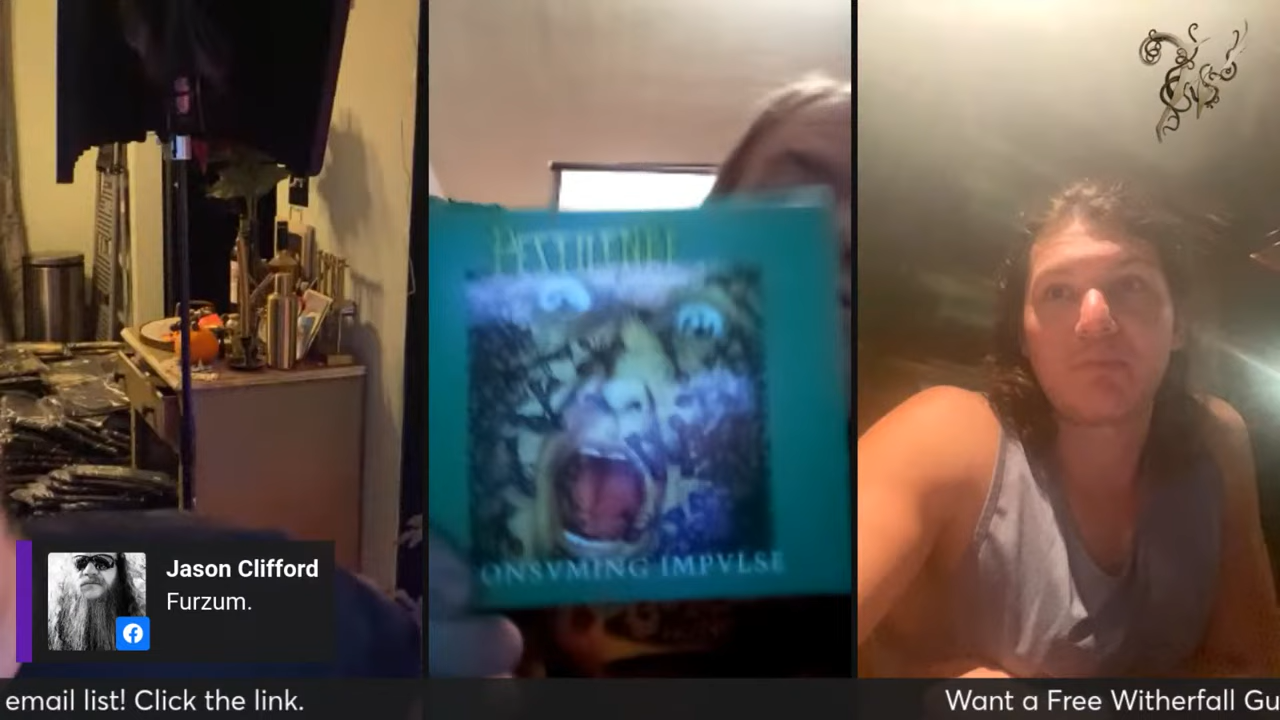 PESTILENCE
ONSVMING IMPVLSE
Jason Clifford
Furzum.
email list! Click the link.
Want a Free Witherfall Gu